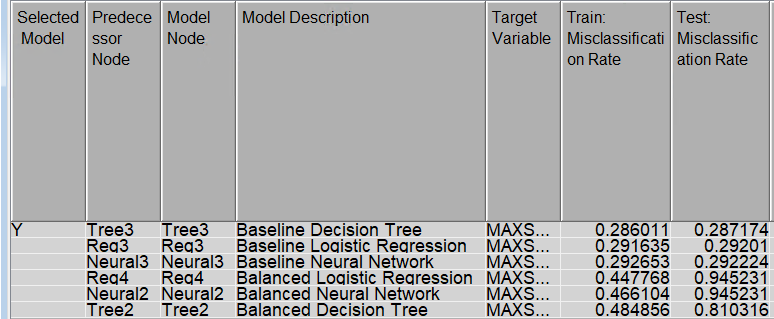 Selected Model Predecessor Node Model Node Model Description Target Variable Train: Misclassification Rate Test: Misclassification Rate
Y Tree3 Tree3 Baseline Decision Tree MAXS... 0.286011 0.287174
Reg3 Reg3 Baseline Logistic Regression MAXS... 0.291635 0.29201
Neural3 Neural3 Baseline Neural Network MAXS... 0.292653 0.292224
Reg4 Reg4 Balanced Logistic Regression MAXS... 0.447768 0.945231
Neural2 Neural2 Balanced Neural Network MAXS... 0.466104 0.945231
Tree2 Tree2 Balanced Decision Tree MAXS... 0.484856 0.810316